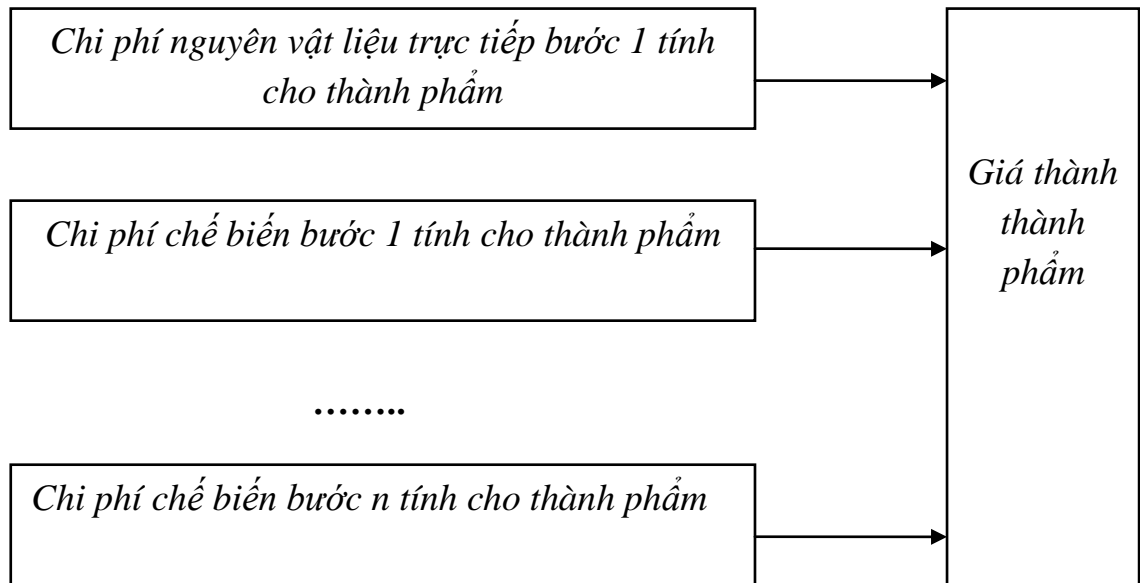 Chi phí nguyên vật liệu trực tiếp bước 1 tính
cho thành phẩm
Giá thành
thành
phẩm
Chi phí chế biến bước 1 tính cho thành phẩm
……..
Chi phí chế biến bước n tính cho thành phẩm